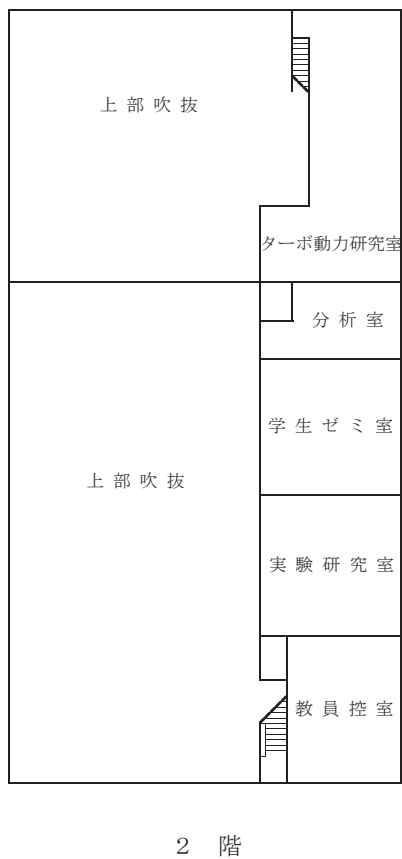 上部吹抜
ターボ動力研究室
分析室
学生ゼミ室
上部吹抜
実験研究室
教員控室
2 階